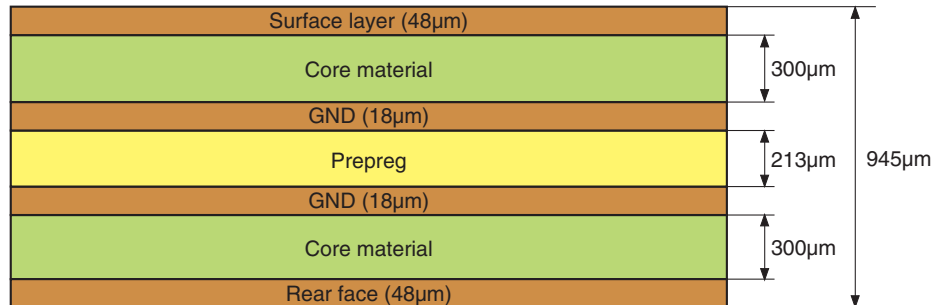 Surface layer (48µm)
Core material
300µm
GND (18µm)
Prepreg
213µm
945µm
GND (18µm)
Core material
300µm
Rear face (48µm)